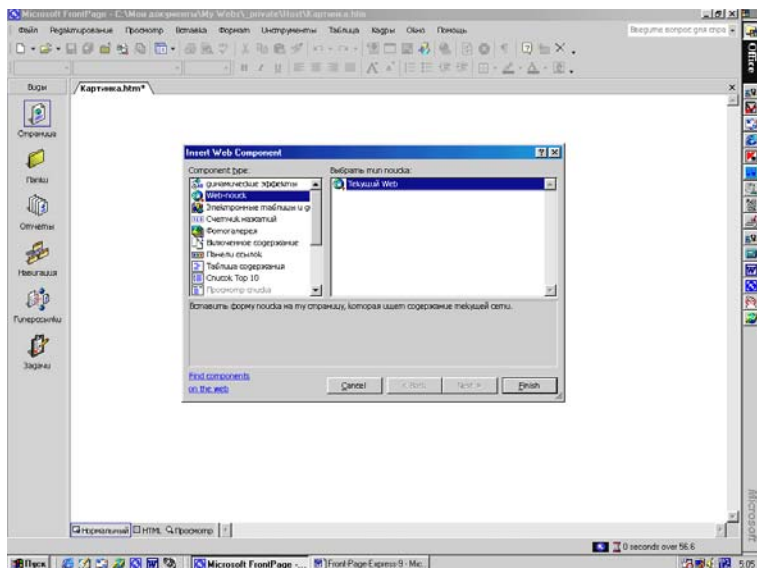 Microsoft FrontPage - C:\Мои документы\My Webs\_private\Host\Картинка.htm
Файл Редактирование Просмотр Вставка Формат Инструменты Таблица Кадры Окно Помощь
Введите вопрос для спра
Office
Виды
Картинка.htm*
Страница
Папки
Отчёты
Навигация
Гиперссылки
Задачи
Insert Web Component
Component type:
Выбрать тип поиска:
динамические эффекты
Web-поиск
Электронные таблицы и д
Счетчик нажатий
Фотогалерея
Включенное содержание
Панели ссылок
Таблица содержания
Список Top 10
Просмотр списка
Текущий Web
Вставить форму поиска на ту страницу, которая ищет содержание текущей сети.
Find components
on the web
Cancel
< Back
Next >
Finish
Нормальный HTML Просмотр
Microsoft
0 seconds over 56.6
Пуск
Microsoft FrontPage -...
Front-Page-Express-9 - Mic...
5:05